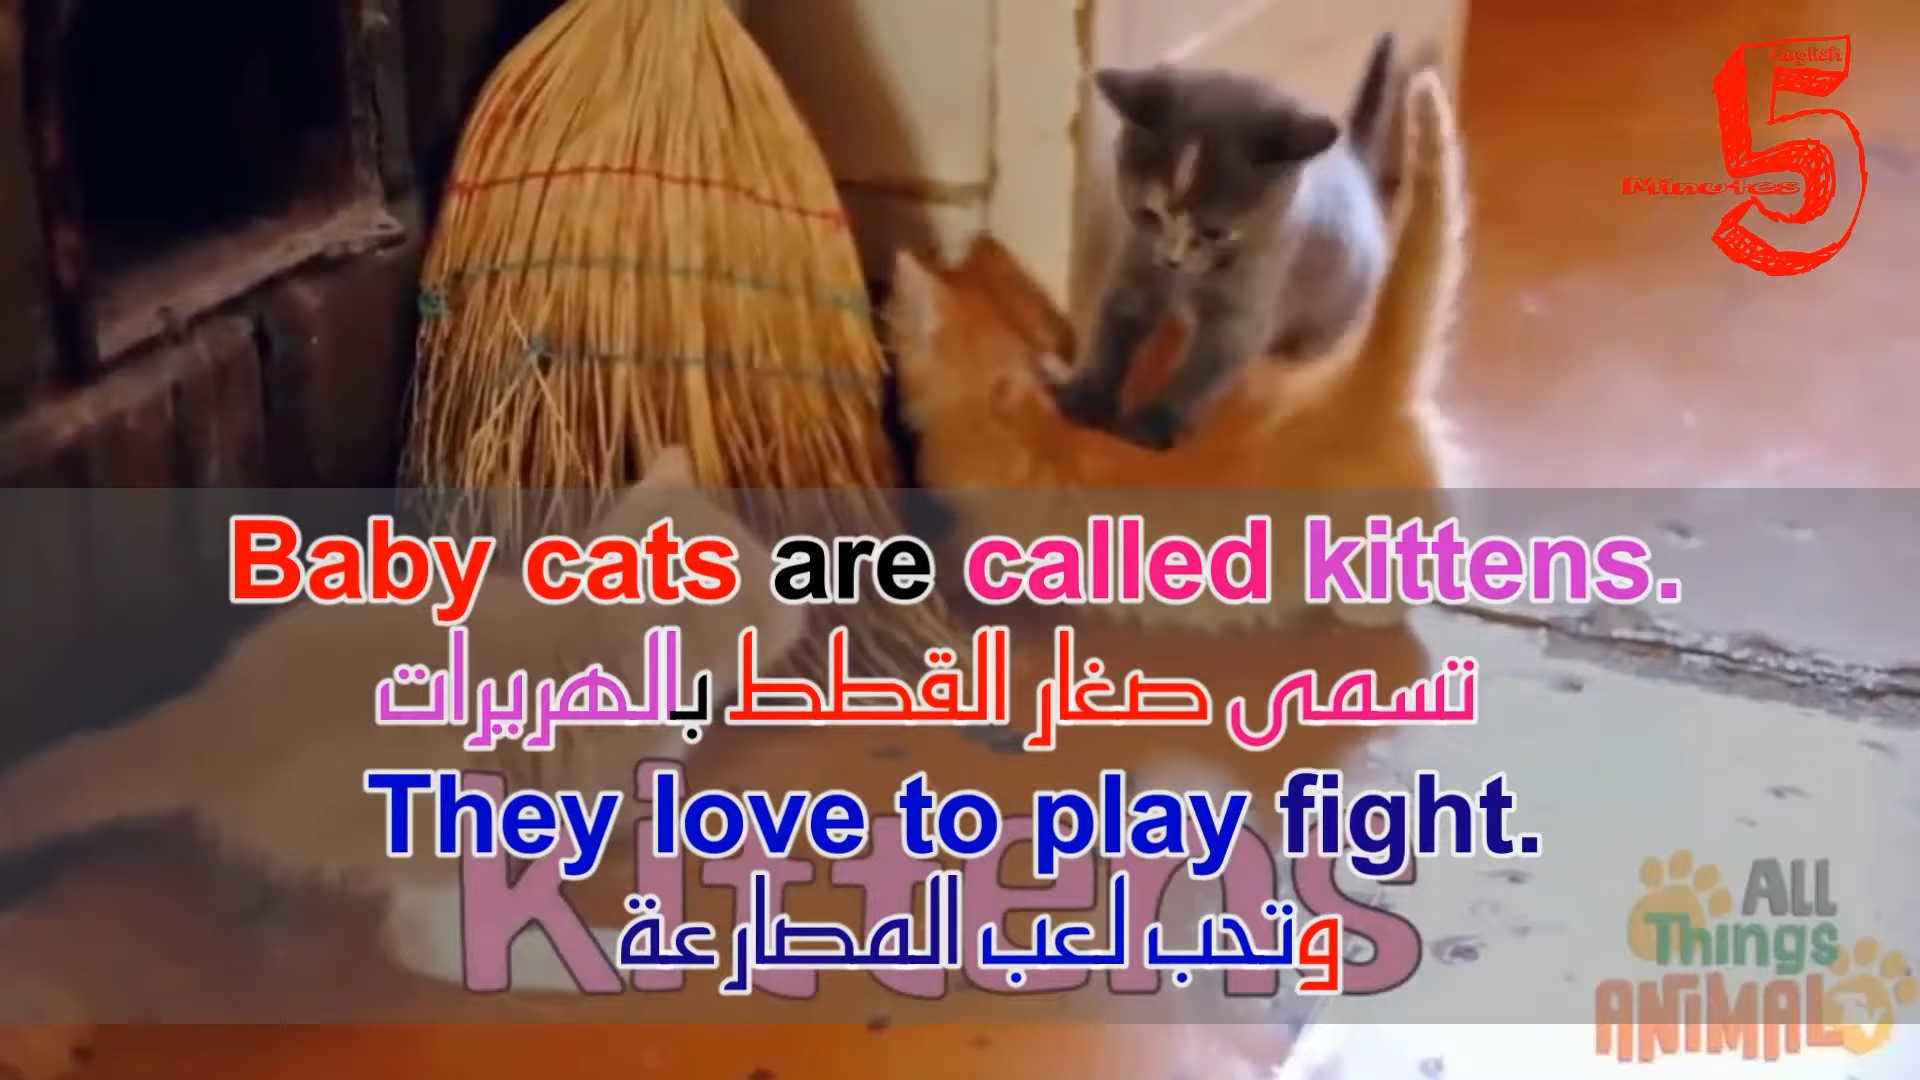 English
5
Minutes
Baby cats are called kittens.
تسمى صغار القطط بالهريرات
They love to play fight.
وتحب لعب المصارعة
kittens
ALL
Things
ANiMAL
TV